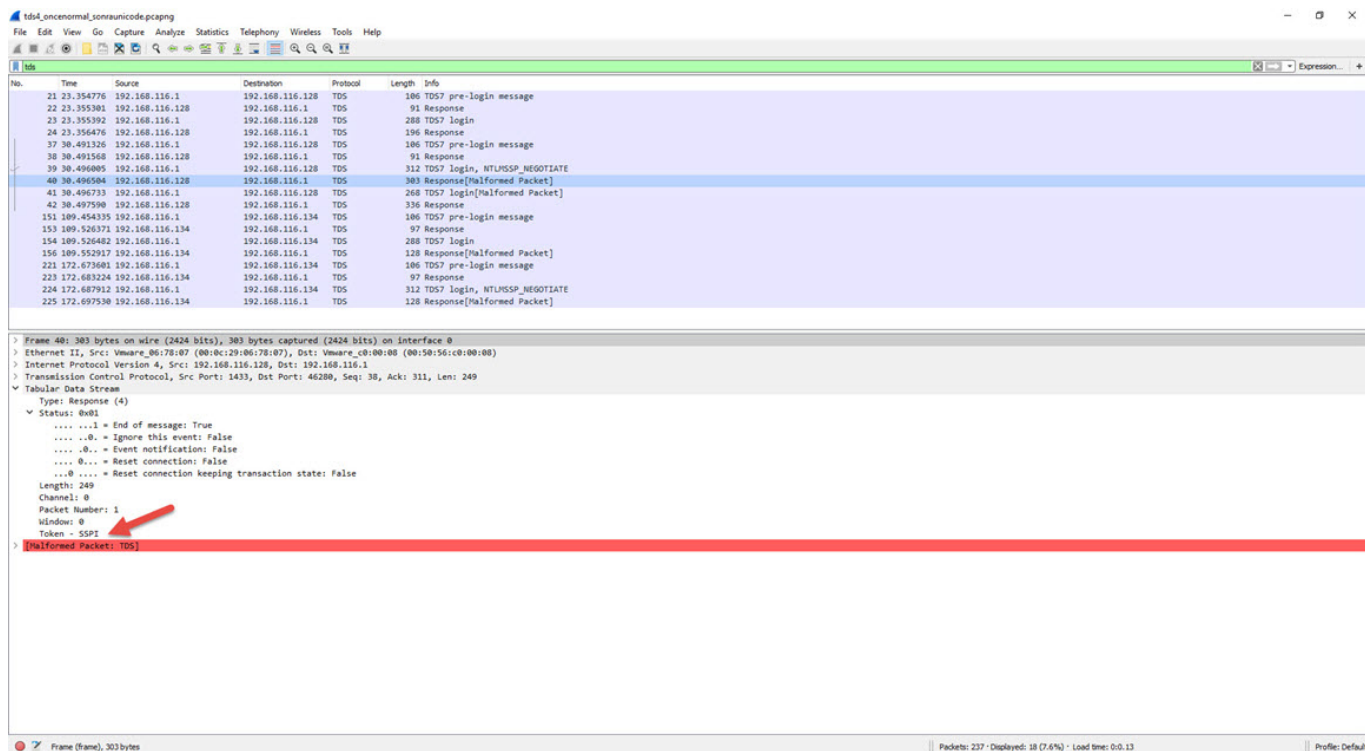 tds4_oncenormal_sonraunicode.pcapng
File Edit View Go Capture Analyze Statistics Telephony Wireless Tools Help
tds Expression... +
No. Time Source Destination Protocol Length Info
21 23.354776 192.168.116.1 192.168.116.128 TDS 106 TDS7 pre-login message
22 23.355301 192.168.116.128 192.168.116.1 TDS 91 Response
23 23.355392 192.168.116.1 192.168.116.128 TDS 288 TDS7 login
24 23.356476 192.168.116.128 192.168.116.1 TDS 196 Response
37 30.491326 192.168.116.1 192.168.116.128 TDS 106 TDS7 pre-login message
38 30.491568 192.168.116.128 192.168.116.1 TDS 91 Response
39 30.496005 192.168.116.1 192.168.116.128 TDS 312 TDS7 login, NTLMSSP_NEGOTIATE
40 30.496504 192.168.116.128 192.168.116.1 TDS 303 Response[Malformed Packet]
41 30.496733 192.168.116.1 192.168.116.128 TDS 268 TDS7 login[Malformed Packet]
42 30.497590 192.168.116.128 192.168.116.1 TDS 336 Response
151 109.454335 192.168.116.1 192.168.116.134 TDS 106 TDS7 pre-login message
153 109.526371 192.168.116.134 192.168.116.1 TDS 97 Response
154 109.526482 192.168.116.1 192.168.116.134 TDS 288 TDS7 login
156 109.552917 192.168.116.134 192.168.116.1 TDS 128 Response[Malformed Packet]
221 172.673601 192.168.116.1 192.168.116.134 TDS 106 TDS7 pre-login message
223 172.683224 192.168.116.134 192.168.116.1 TDS 97 Response
224 172.687912 192.168.116.1 192.168.116.134 TDS 312 TDS7 login, NTLMSSP_NEGOTIATE
225 172.697530 192.168.116.134 192.168.116.1 TDS 128 Response[Malformed Packet]
Frame 40: 303 bytes on wire (2424 bits), 303 bytes captured (2424 bits) on interface 0
Ethernet II, Src: Vmware_06:78:07 (00:0c:29:06:78:07), Dst: Vmware_c0:00:08 (00:50:56:c0:00:08)
Internet Protocol Version 4, Src: 192.168.116.128, Dst: 192.168.116.1
Transmission Control Protocol, Src Port: 1433, Dst Port: 46280, Seq: 38, Ack: 311, Len: 249
Tabular Data Stream
Type: Response (4)
Status: 0x01
.... ...1 = End of message: True
.... ..0. = Ignore this event: False
.... .0.. = Event notification: False
.... 0... = Reset connection: False
...0 .... = Reset connection keeping transaction state: False
Length: 249
Channel: 0
Packet Number: 1
Window: 0
Token - SSPI
[Malformed Packet: TDS]
Frame (frame), 303 bytes Packets: 237 · Displayed: 18 (7.6%) · Load time: 0:0.13 Profile: Default